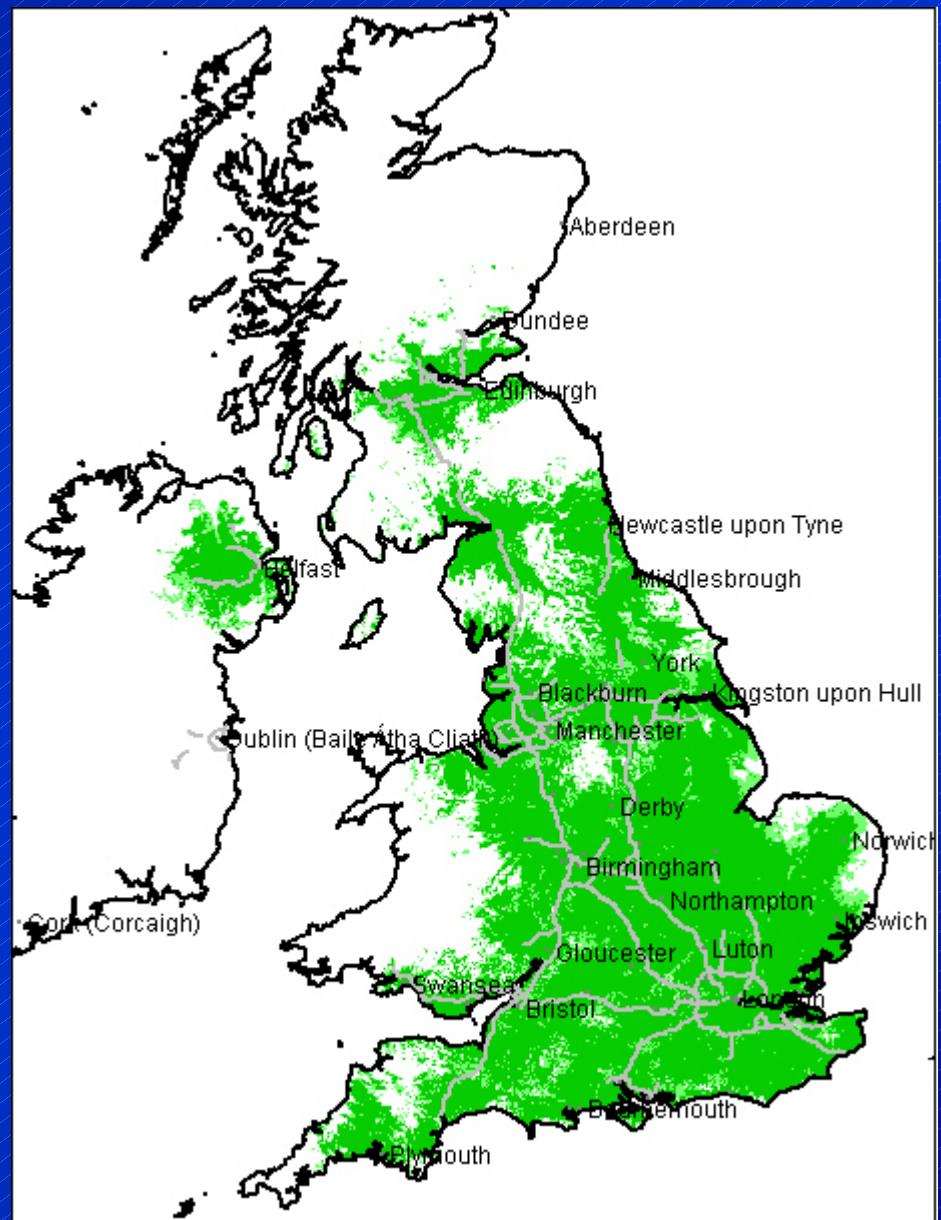 Aberdeen
Dundee
Edinburgh
Newcastle upon Tyne
Belfast
Middlesbrough
York
Blackburn
Kingston upon Hull
Manchester
Dublin (Baile Átha Cliath)
Derby
Norwich
Birmingham
Northampton
Cork (Corcaigh)
Ipswich
Gloucester
Luton
Swansea
London
Bristol
Bournemouth
Plymouth